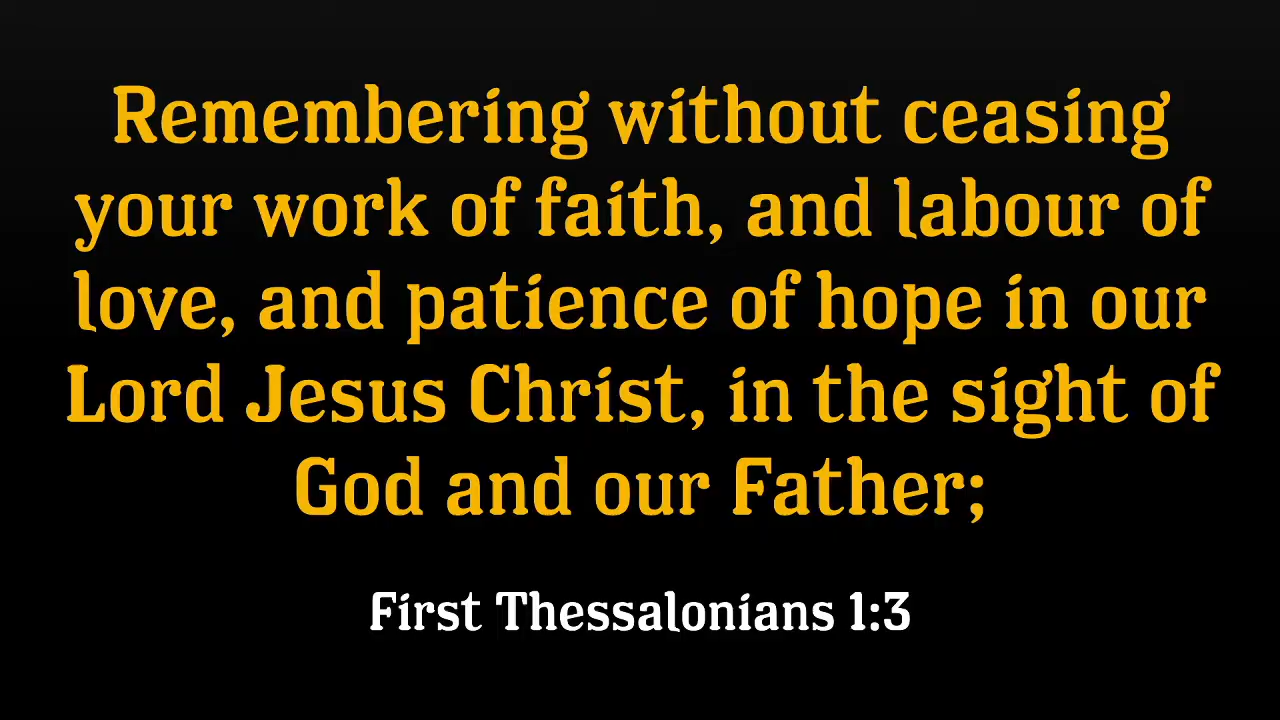 Remembering without ceasing
your work of faith, and labour of
love, and patience of hope in our
Lord Jesus Christ, in the sight of
God and our Father;
First Thessalonians 1:3